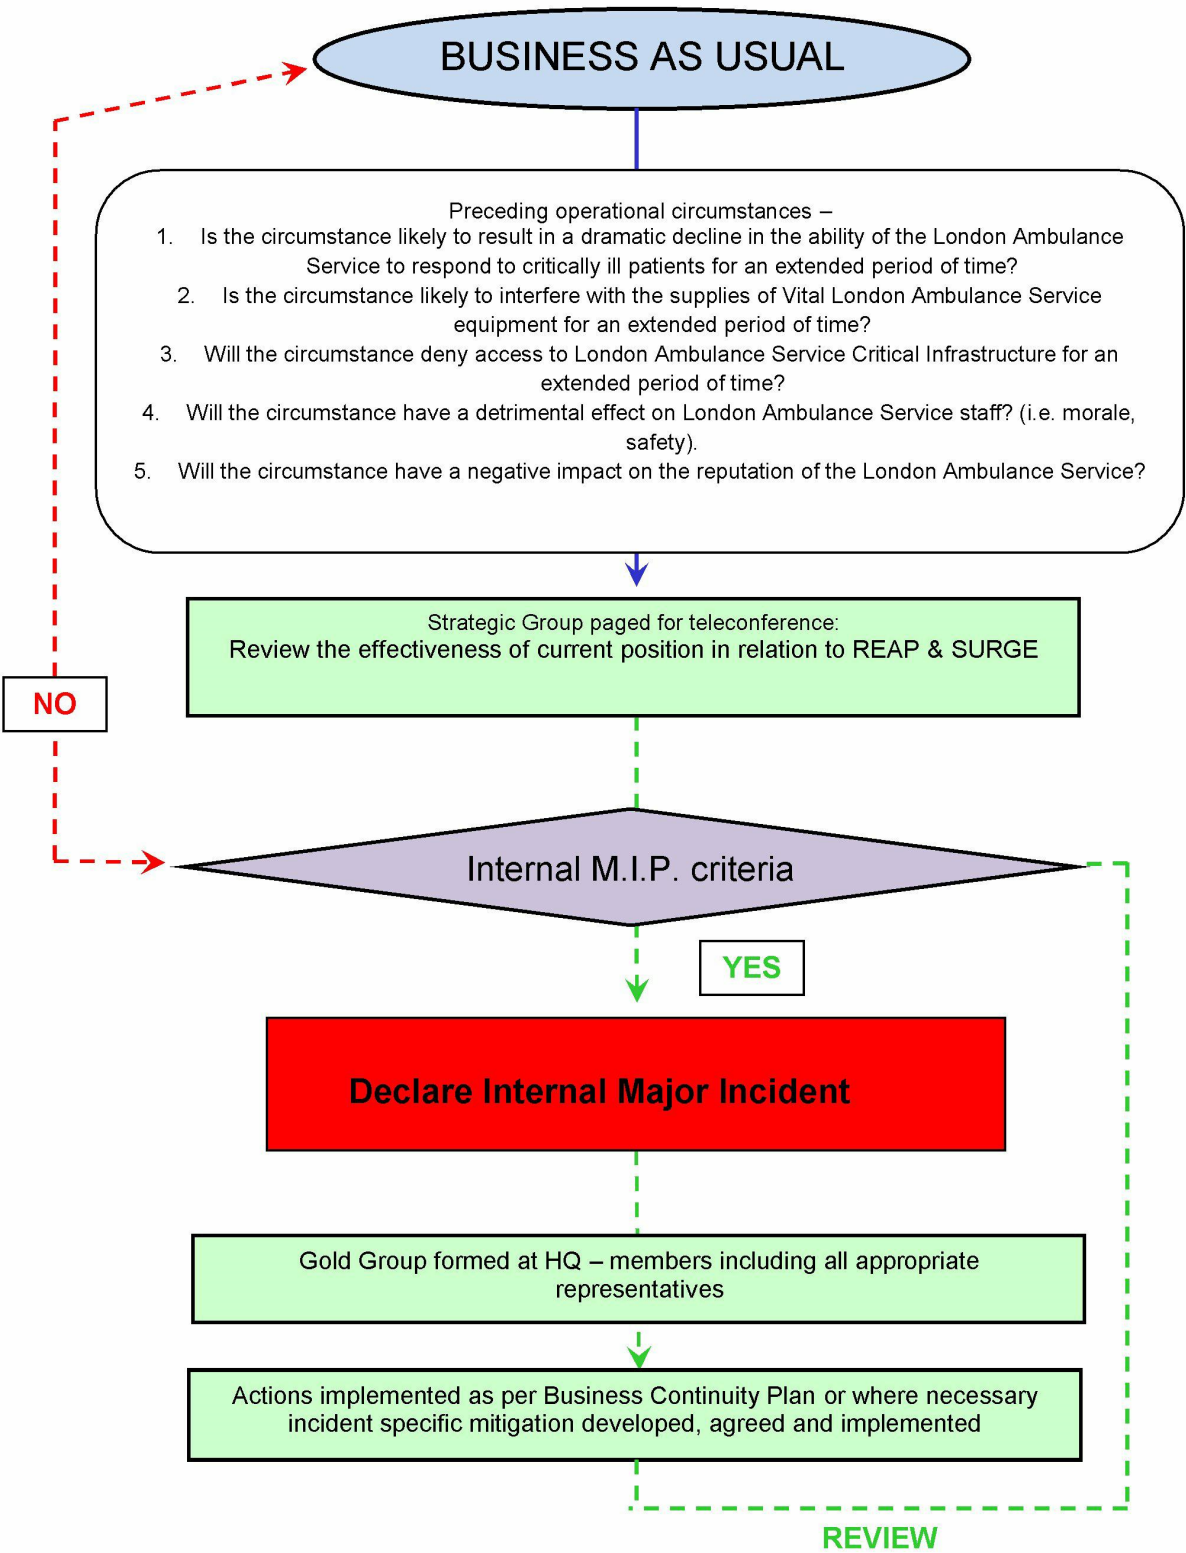 BUSINESS AS USUAL
Preceding operational circumstances –
1. Is the circumstance likely to result in a dramatic decline in the ability of the London Ambulance
Service to respond to critically ill patients for an extended period of time?
2. Is the circumstance likely to interfere with the supplies of Vital London Ambulance Service
equipment for an extended period of time?
3. Will the circumstance deny access to London Ambulance Service Critical Infrastructure for an
extended period of time?
4. Will the circumstance have a detrimental effect on London Ambulance Service staff? (i.e. morale,
safety).
5. Will the circumstance have a negative impact on the reputation of the London Ambulance Service?
Strategic Group paged for teleconference:
Review the effectiveness of current position in relation to REAP & SURGE
NO
Internal M.I.P. criteria
YES
Declare Internal Major Incident
Gold Group formed at HQ – members including all appropriate
representatives
Actions implemented as per Business Continuity Plan or where necessary
incident specific mitigation developed, agreed and implemented
REVIEW